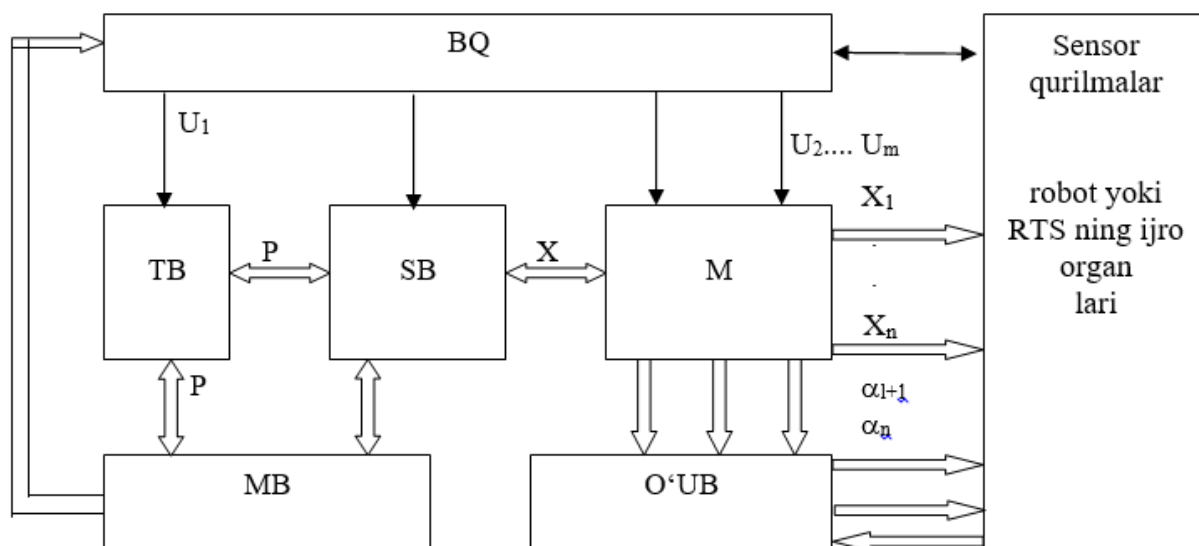 BQ
Sensor
qurilmalar
U₁
U₂.... Uₘ
robot yoki
RTS ning ijro
organ
lari
X₁
P
X
TB
SB
M
.
.
Xₙ
P
αₗ₊₁
αₙ
MB
O‘UB